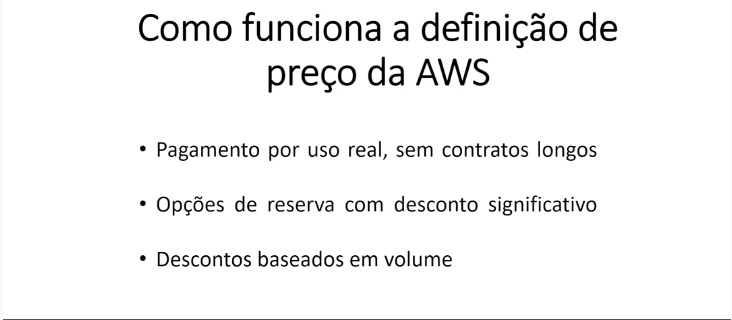 Como funciona a definição de
preço da AWS
• Pagamento por uso real, sem contratos longos
• Opções de reserva com desconto significativo
• Descontos baseados em volume